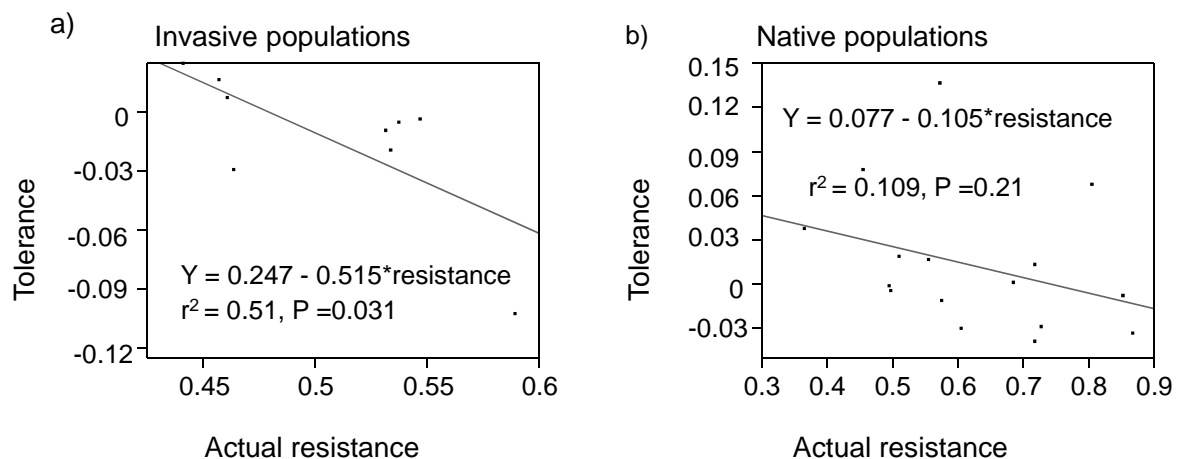 a)
Invasive populations
0
-0.03
-0.06
-0.09
-0.12
Tolerance
Y = 0.247 - 0.515*resistance
r² = 0.51, P =0.031
0.45 0.5 0.55 0.6
Actual resistance
b)
Native populations
0.15
0.12
0.09
0.06
0.03
0
-0.03
Tolerance
Y = 0.077 - 0.105*resistance
r² = 0.109, P =0.21
0.3 0.4 0.5 0.6 0.7 0.8 0.9
Actual resistance